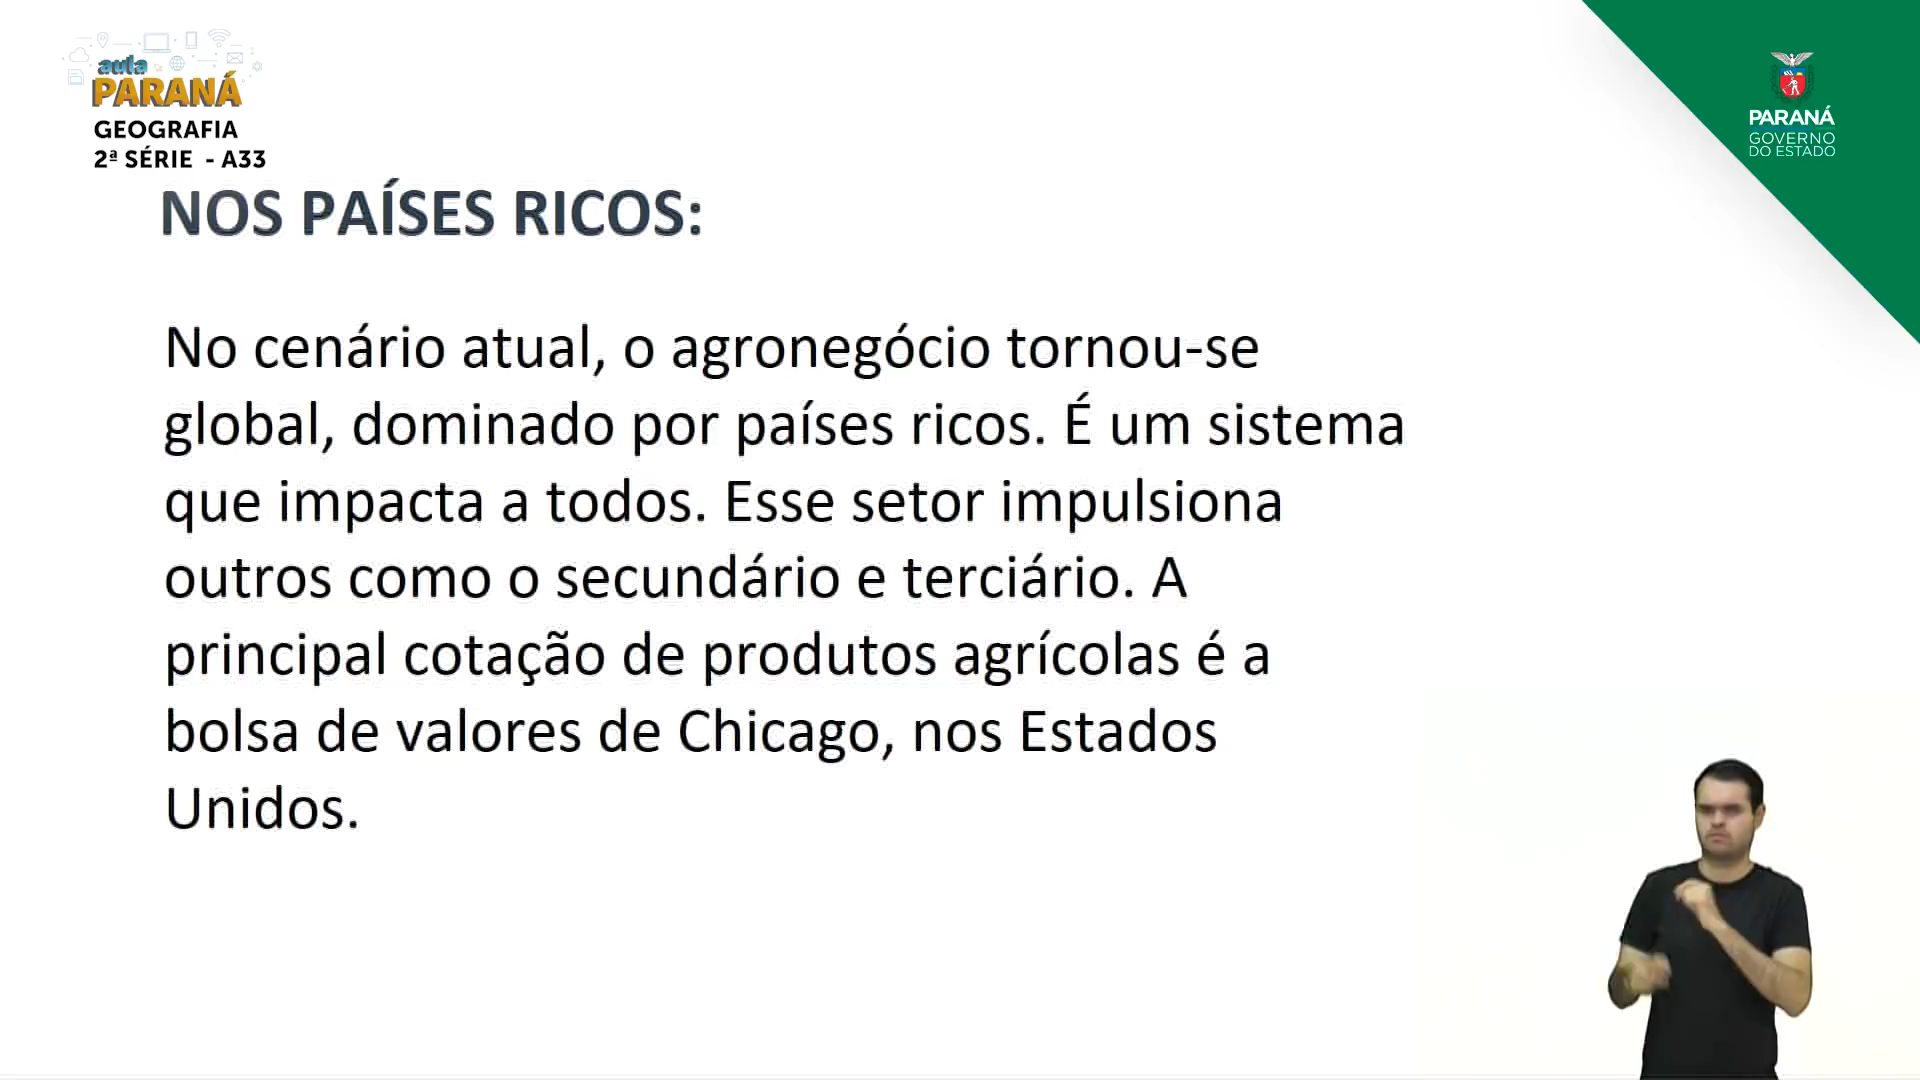 aula
PARANÁ
GEOGRAFIA
2ª SÉRIE - A33
PARANÁ
GOVERNO
DO ESTADO
NOS PAÍSES RICOS:
No cenário atual, o agronegócio tornou-se
global, dominado por países ricos. É um sistema
que impacta a todos. Esse setor impulsiona
outros como o secundário e terciário. A
principal cotação de produtos agrícolas é a
bolsa de valores de Chicago, nos Estados
Unidos.